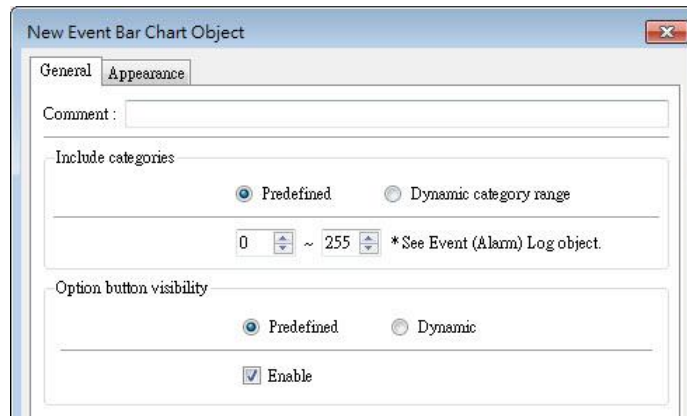 New Event Bar Chart Object
General Appearance
Comment :
Include categories
Predefined Dynamic category range
0 ~ 255 * See Event (Alarm) Log object.
Option button visibility
Predefined Dynamic
Enable